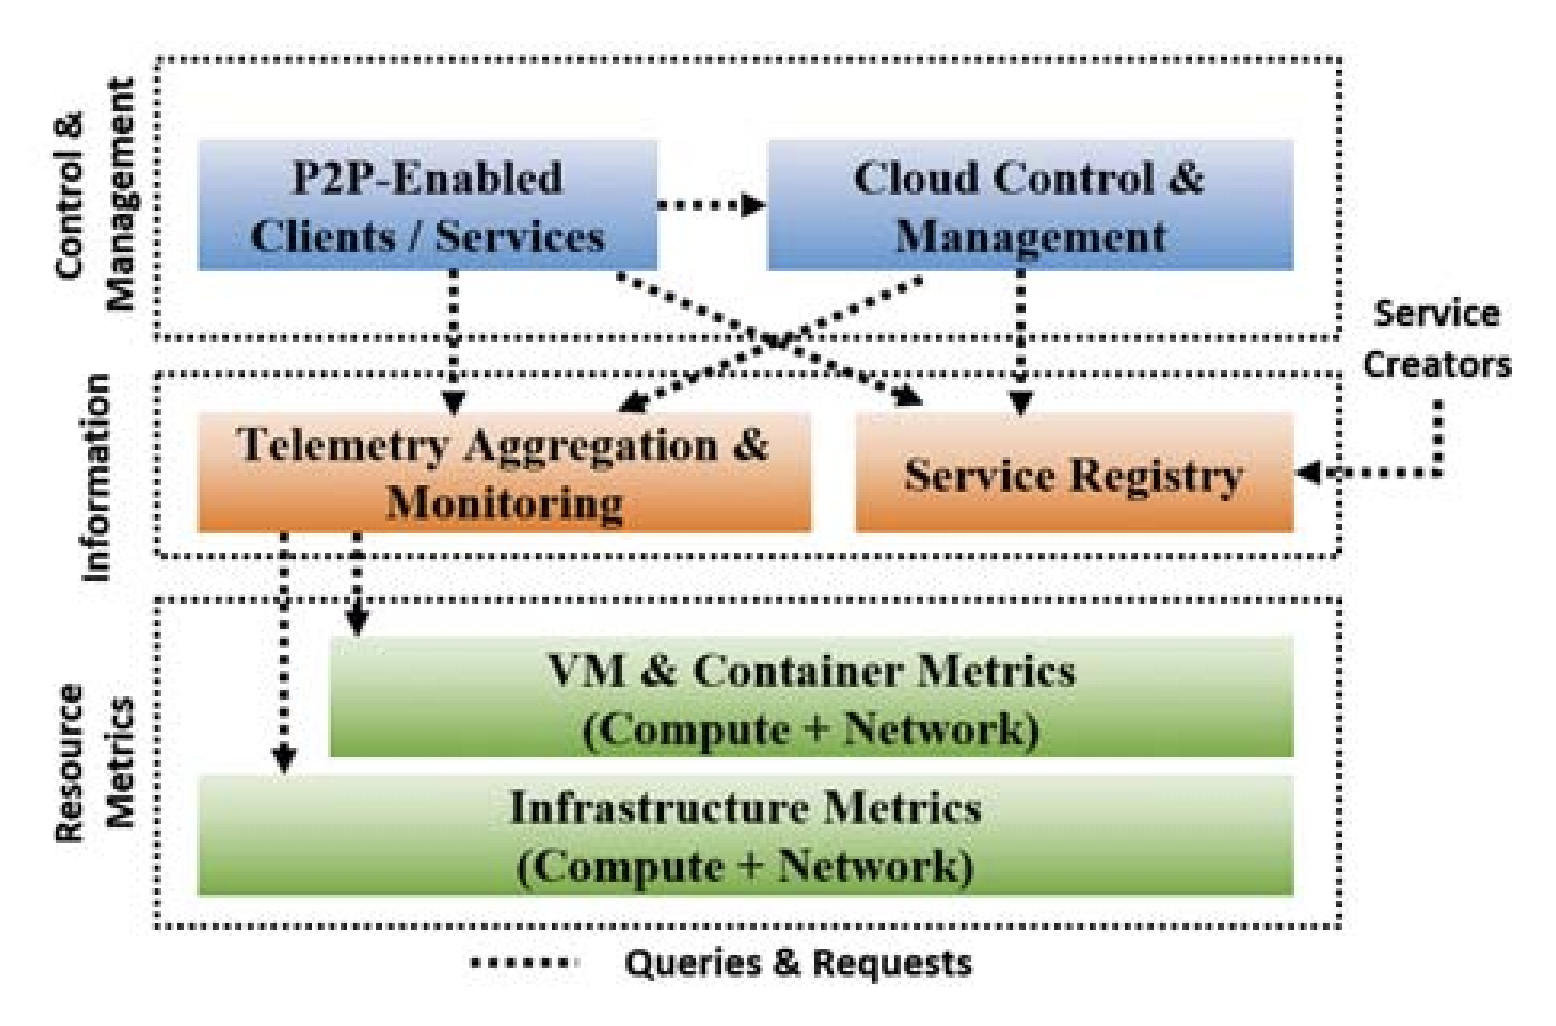 Control &
Management
P2P-Enabled
Clients / Services
Cloud Control &
Management
Service
Creators
Information
Telemetry Aggregation &
Monitoring
Service Registry
Resource
Metrics
VM & Container Metrics
(Compute + Network)
Infrastructure Metrics
(Compute + Network)
Queries & Requests